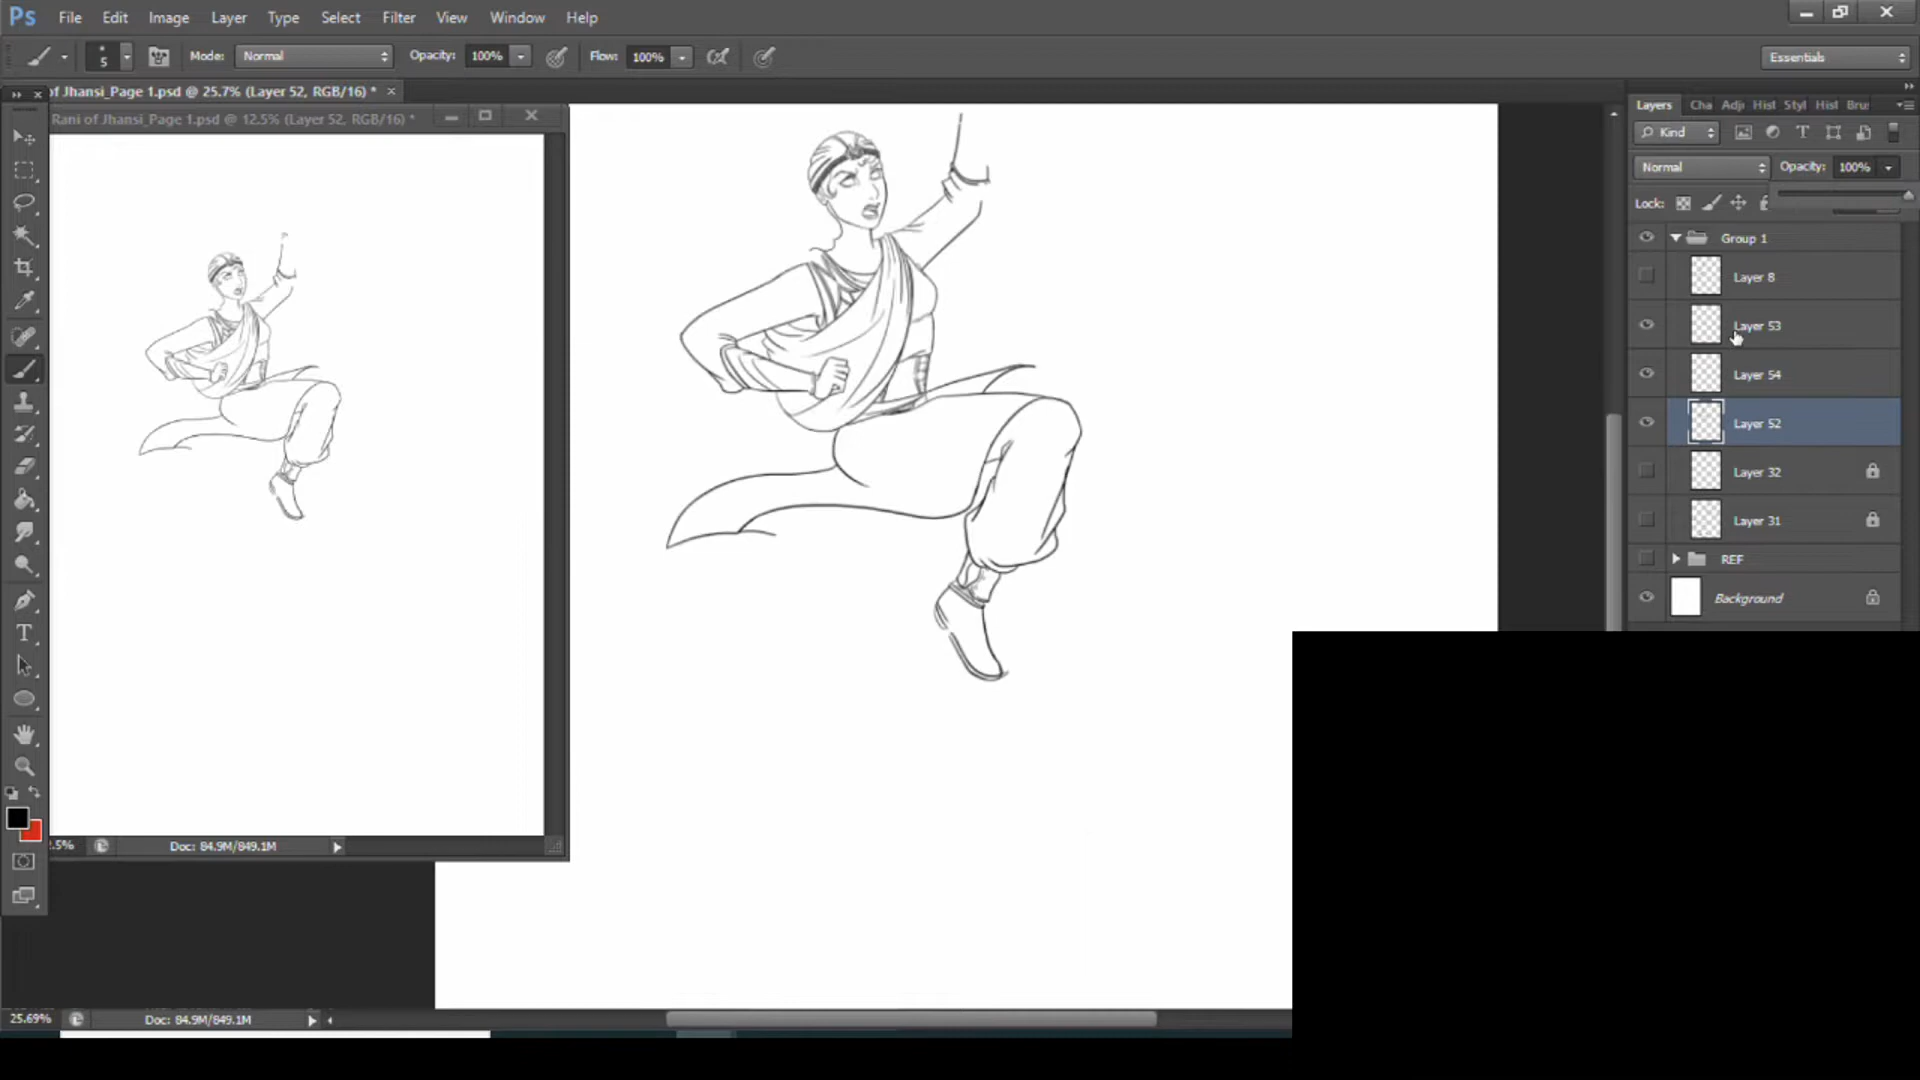 Ps File Edit Image Layer Type Select Filter View Window Help
5 Mode: Normal Opacity: 100% Flow: 100% Essentials
of Jhansi_Page 1.psd @ 25.7% (Layer 52, RGB/16) *
Rani of Jhansi_Page 1.psd @ 12.5% (Layer 52, RGB/16) *
Layers Cha Adj Hist Styl Hist Bru
Kind
Normal Opacity: 100%
Lock:
Group 1
Layer 8
Layer 53
Layer 54
Layer 52
Layer 32
Layer 31
REF
Background
.5% Doc: 84.9M/849.1M
25.69% Doc: 84.9M/849.1M